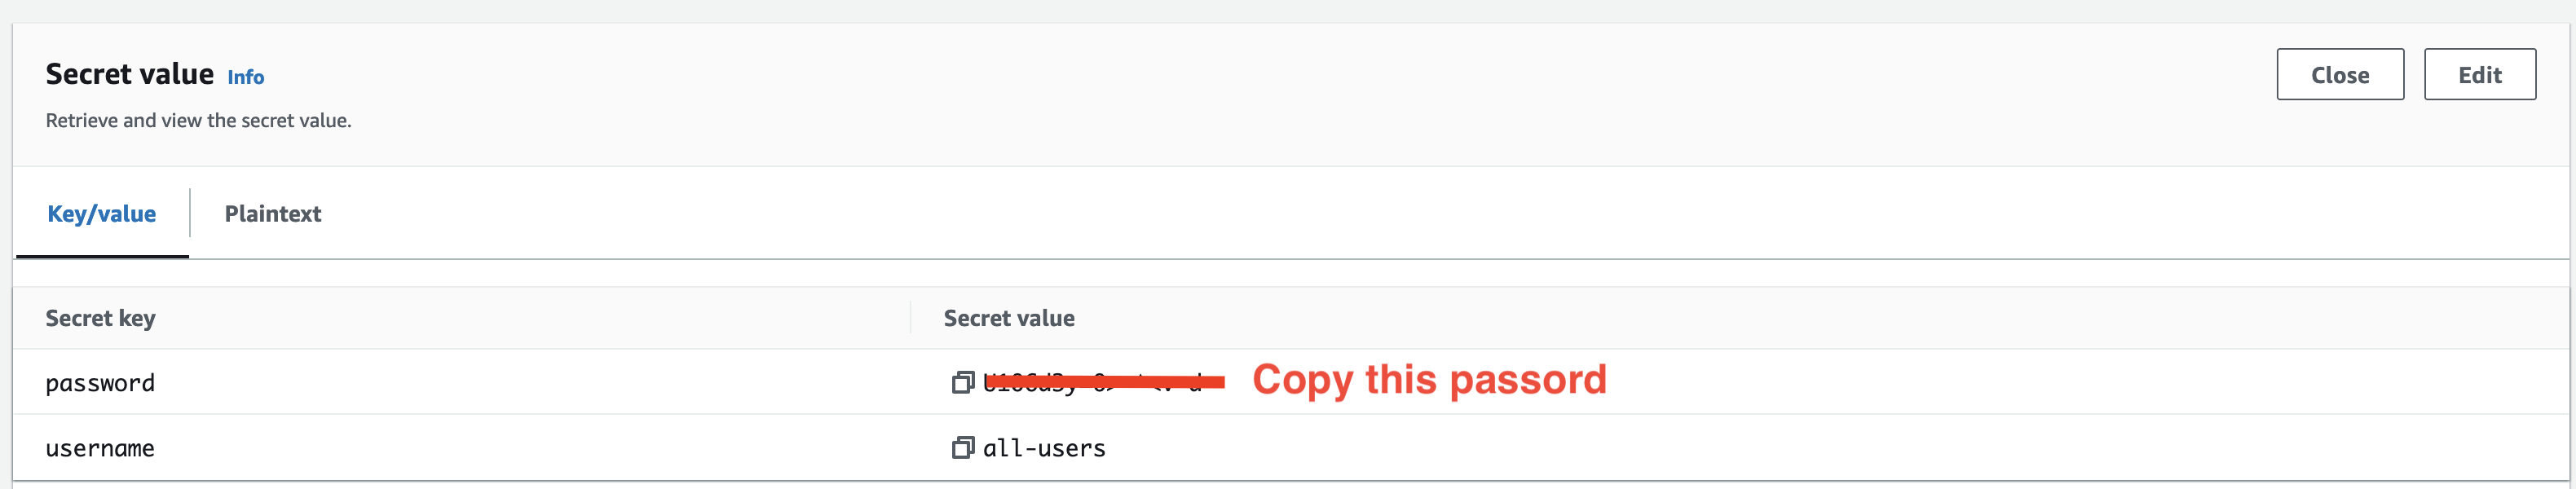 Secret value Info
Close
Edit
Retrieve and view the secret value.
Key/value
Plaintext
Secret key
Secret value
password
Copy this passord
username
all-users